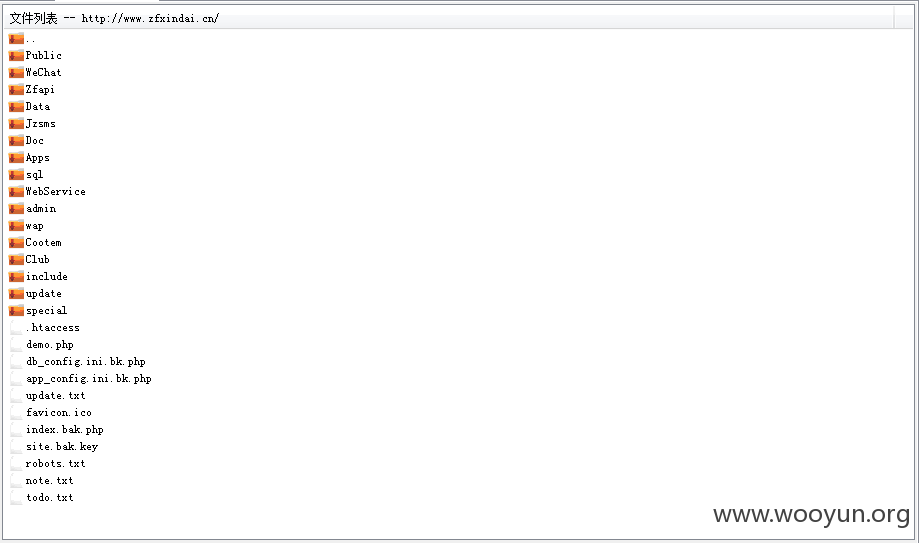 文件列表 -- http://www.zfxindai.cn/
..
Public
WeChat
Zfapi
Data
Jzsms
Doc
Apps
sql
WebService
admin
wap
Cootem
Club
include
update
special
.htaccess
demo.php
db_config.ini.bk.php
app_config.ini.bk.php
update.txt
favicon.ico
index.bak.php
site.bak.key
robots.txt
note.txt
todo.txt
www.wooyun.org